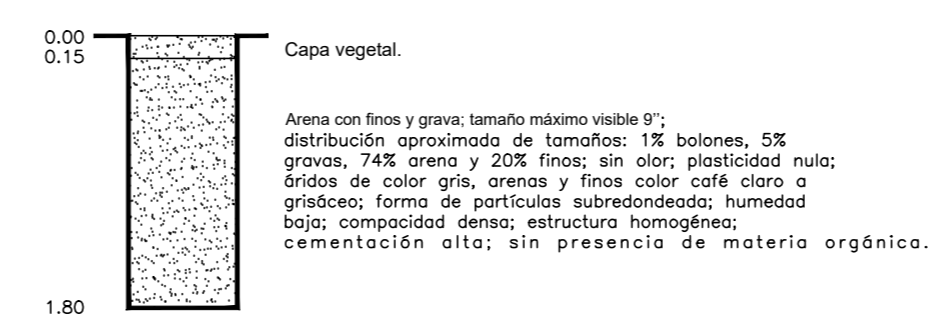 0.00
0.15
Capa vegetal.
Arena con finos y grava; tamaño máximo visible 9’’;
distribución aproximada de tamaños: 1% bolones, 5%
gravas, 74% arena y 20% finos; sin olor; plasticidad nula;
áridos de color gris, arenas y finos color café claro a
grisáceo; forma de partículas subredondeada; humedad
baja; compacidad densa; estructura homogénea;
cementación alta; sin presencia de materia orgánica.
1.80